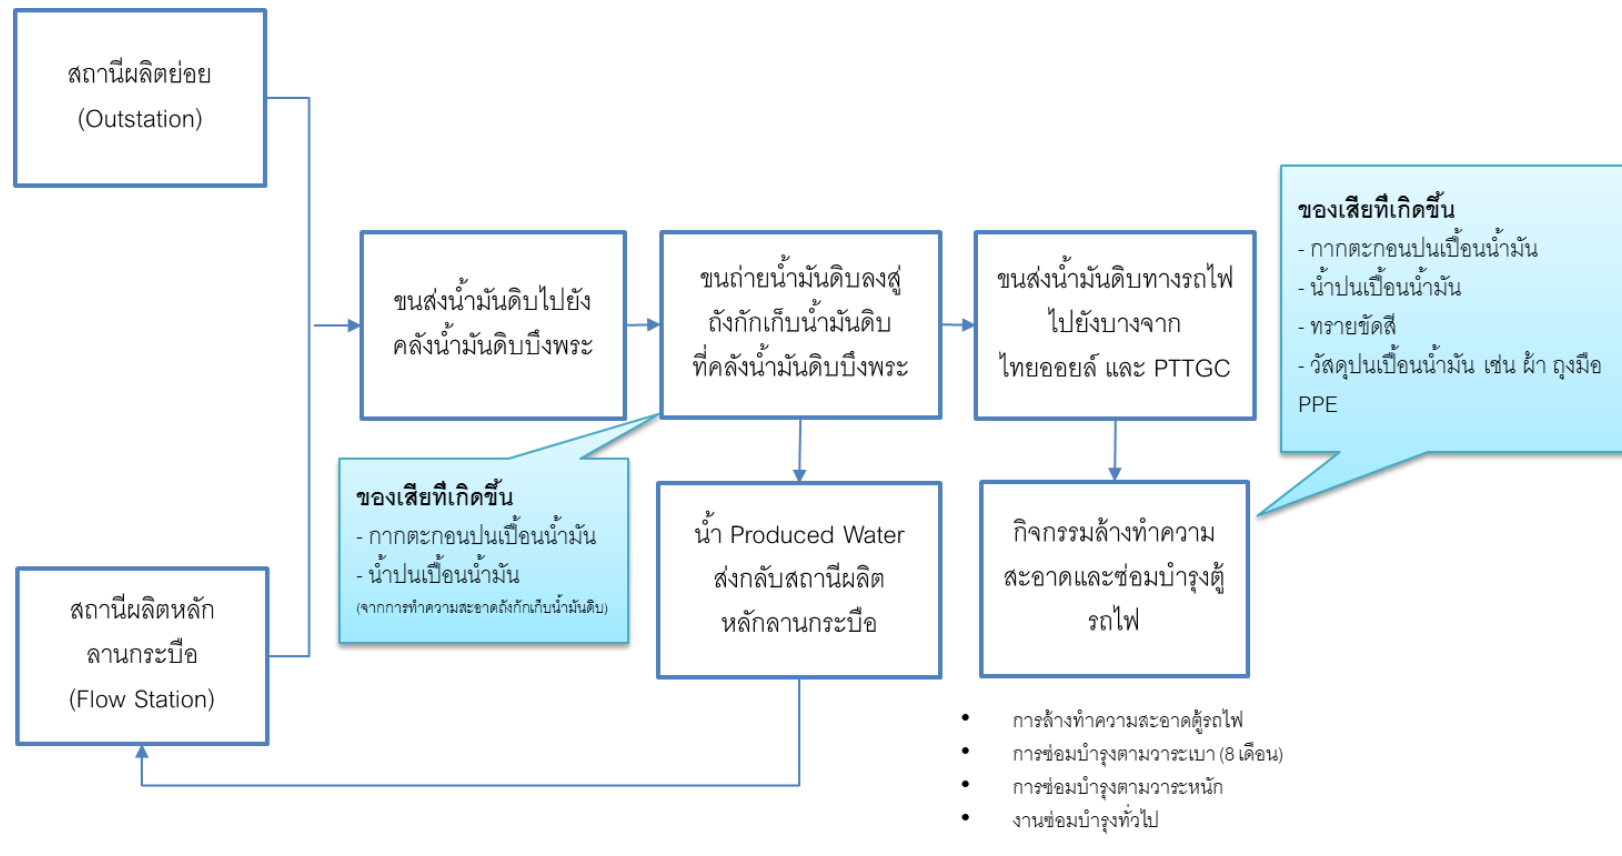 สถานีผลิตย่อย
(Outstation)
สถานีผลิตหลัก
ลานกระบือ
(Flow Station)
ขนส่งน้ำมันดิบไปยัง
คลังน้ำมันดิบบึงพระ
ขนถ่ายน้ำมันดิบลงสู่
ถังกักเก็บน้ำมันดิบ
ที่คลังน้ำมันดิบบึงพระ
ขนส่งน้ำมันดิบทางรถไฟ
ไปยังบางจาก
ไทยออยล์ และ PTTGC
ของเสียที่เกิดขึ้น
- กากตะกอนปนเปื้อนน้ำมัน
- น้ำปนเปื้อนน้ำมัน
- ทรายขัดสี
- วัสดุปนเปื้อนน้ำมัน เช่น ผ้า ถุงมือ
PPE
ของเสียที่เกิดขึ้น
- กากตะกอนปนเปื้อนน้ำมัน
- น้ำปนเปื้อนน้ำมัน
(จากการทำความสะอาดถังกักเก็บน้ำมันดิบ)
น้ำ Produced Water
ส่งกลับสถานีผลิต
หลักลานกระบือ
กิจกรรมล้างทำความ
สะอาดและซ่อมบำรุงตู้
รถไฟ
• การล้างทำความสะอาดตู้รถไฟ
• การซ่อมบำรุงตามวาระเบา (8 เดือน)
• การซ่อมบำรุงตามวาระหนัก
• งานซ่อมบำรุงทั่วไป